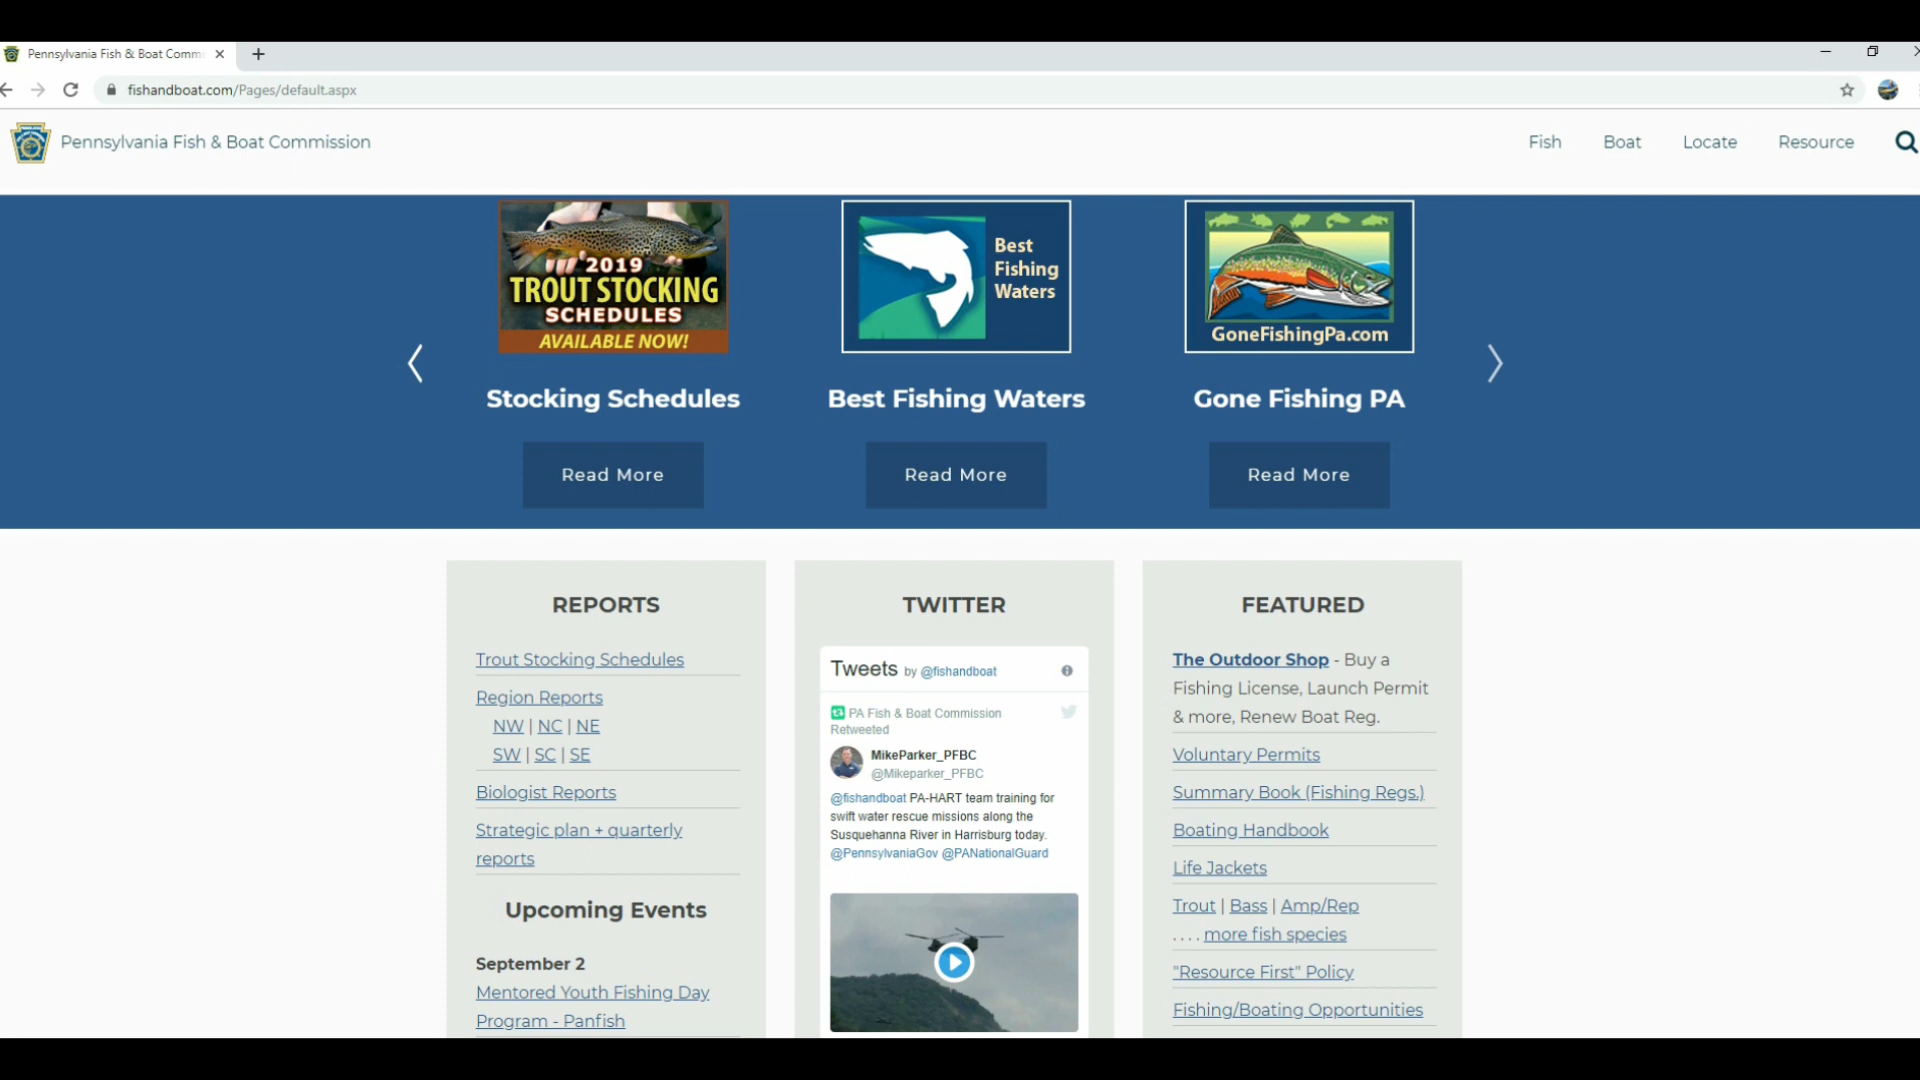 Pennsylvania Fish & Boat Comm
fishandboat.com/Pages/default.aspx
Pennsylvania Fish & Boat Commission
Fish
Boat
Locate
Resource
2019
TROUT STOCKING
SCHEDULES
AVAILABLE NOW!
Best
Fishing
Waters
GoneFishingPa.com
Stocking Schedules
Best Fishing Waters
Gone Fishing PA
Read More
Read More
Read More
REPORTS
Trout Stocking Schedules
Region Reports
NW | NC | NE
SW | SC | SE
Biologist Reports
Strategic plan + quarterly
reports
Upcoming Events
September 2
Mentored Youth Fishing Day
Program - Panfish
TWITTER
Tweets by @fishandboat
PA Fish & Boat Commission
Retweeted
MikeParker_PFBC
@Mikeparker_PFBC
@fishandboat PA-HART team training for
swift water rescue missions along the
Susquehanna River in Harrisburg today.
@PennsylvaniaGov @PANationalGuard
FEATURED
The Outdoor Shop - Buy a
Fishing License, Launch Permit
& more, Renew Boat Reg.
Voluntary Permits
Summary Book (Fishing Regs.)
Boating Handbook
Life Jackets
Trout | Bass | Amp/Rep
. . . . more fish species
"Resource First" Policy
Fishing/Boating Opportunities